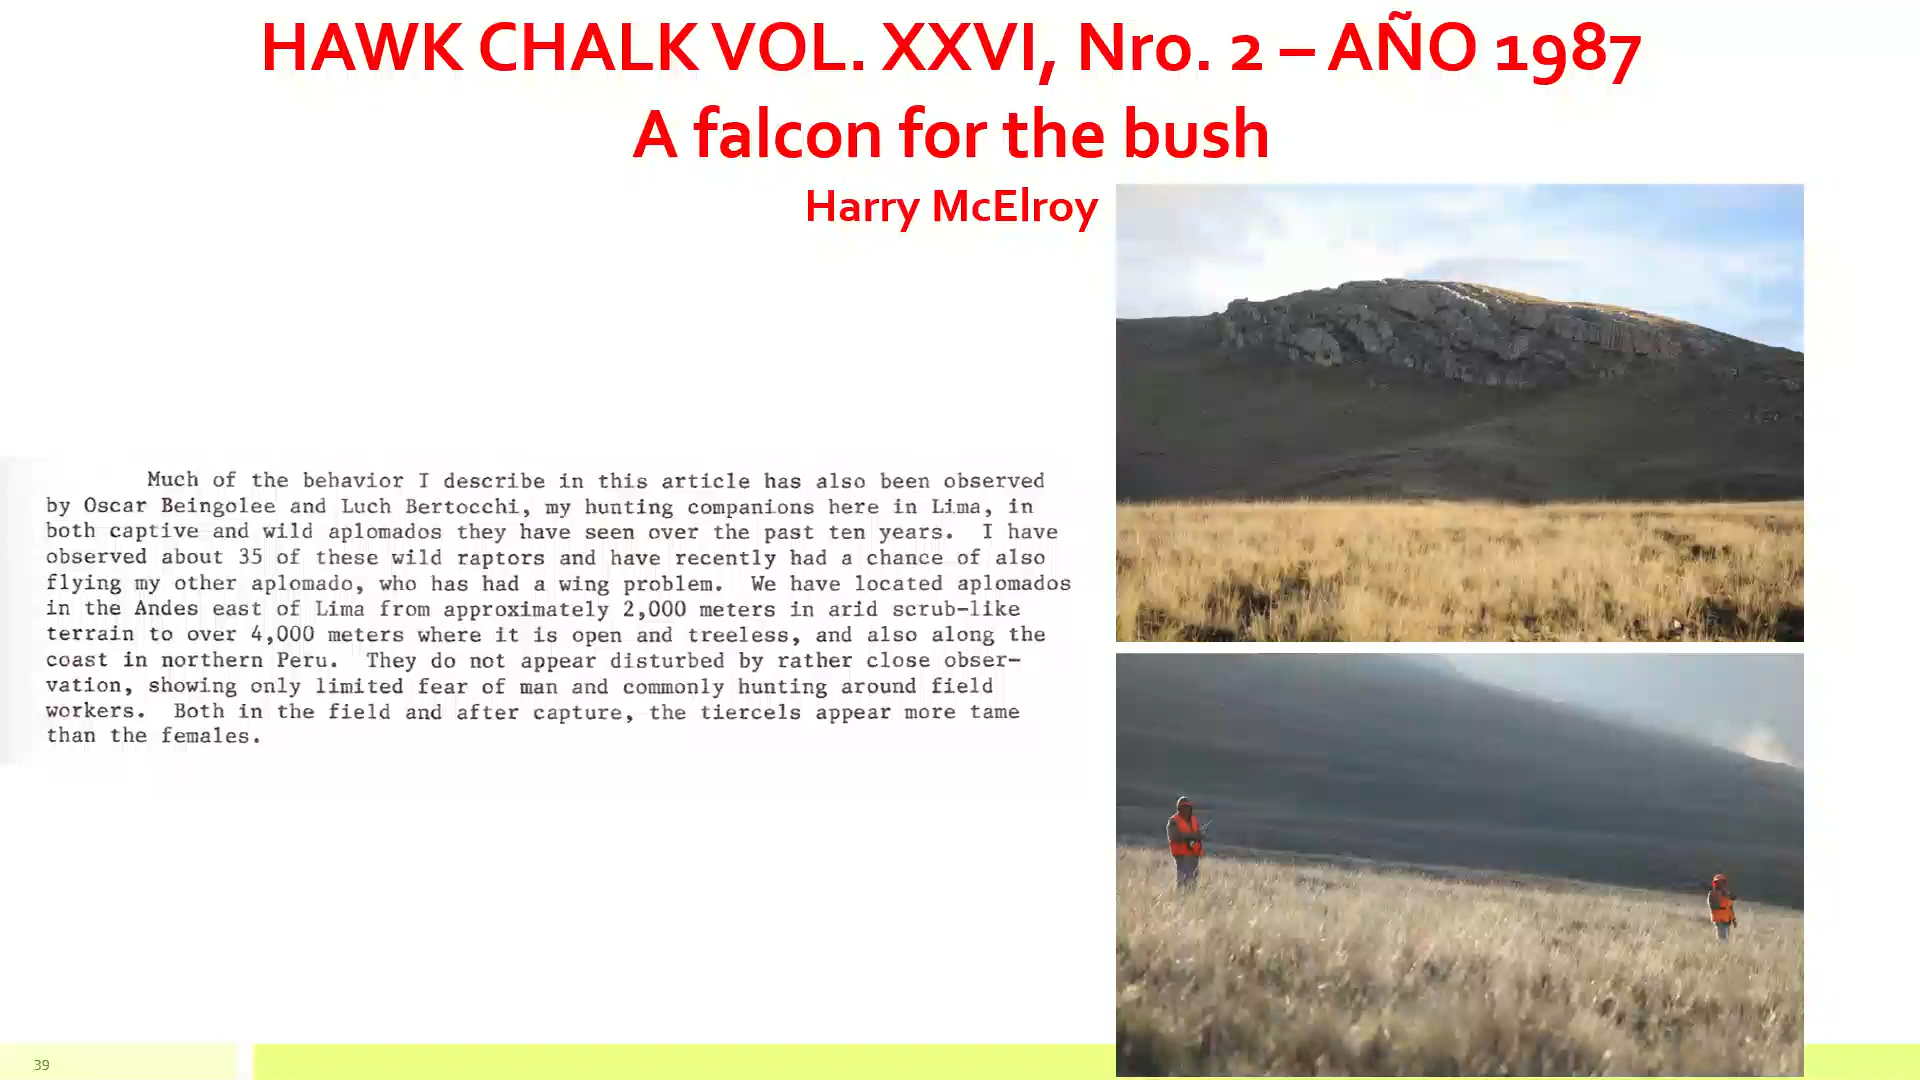 HAWK CHALK VOL. XXVI, Nro. 2 – AÑO 1987
A falcon for the bush
Harry McElroy
Much of the behavior I describe in this article has also been observed
by Oscar Beingolee and Luch Bertocchi, my hunting companions here in Lima, in
both captive and wild aplomados they have seen over the past ten years. I have
observed about 35 of these wild raptors and have recently had a chance of also
flying my other aplomado, who has had a wing problem. We have located aplomados
in the Andes east of Lima from approximately 2,000 meters in arid scrub-like
terrain to over 4,000 meters where it is open and treeless, and also along the
coast in northern Peru. They do not appear disturbed by rather close obser-
vation, showing only limited fear of man and commonly hunting around field
workers. Both in the field and after capture, the tiercels appear more tame
than the females.
39